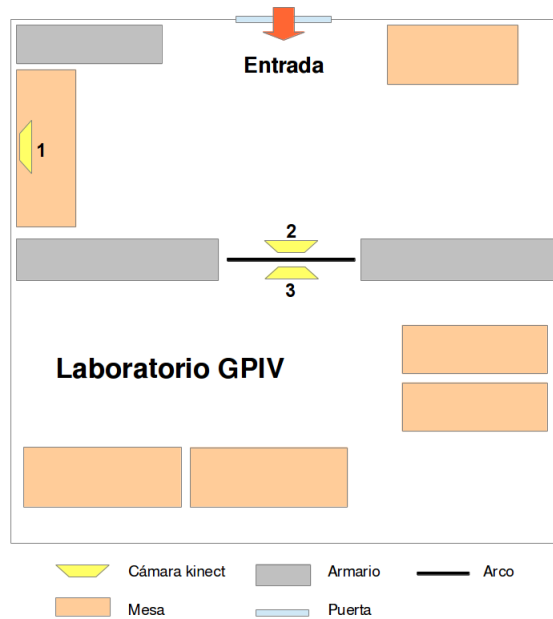 Entrada
1
2
3
Laboratorio GPIV
Cámara kinect
Armario
Arco
Mesa
Puerta